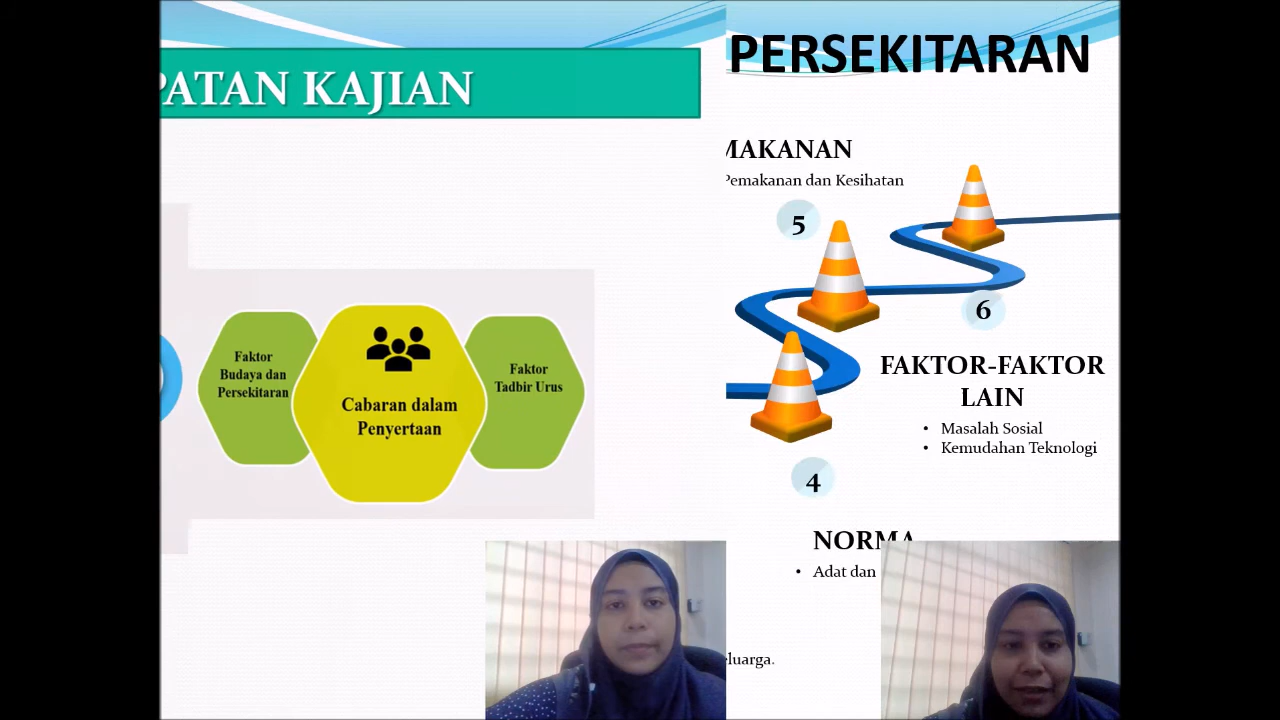 PATAN KAJIAN
Faktor
Budaya dan
Persekitaran
Cabaran dalam
Penyertaan
Faktor
Tadbir Urus
PERSEKITARAN
MAKANAN
Pemakanan dan Kesihatan
5
6
FAKTOR-FAKTOR
LAIN
• Masalah Sosial
• Kemudahan Teknologi
4
NORMA
• Adat dan
eluarga.